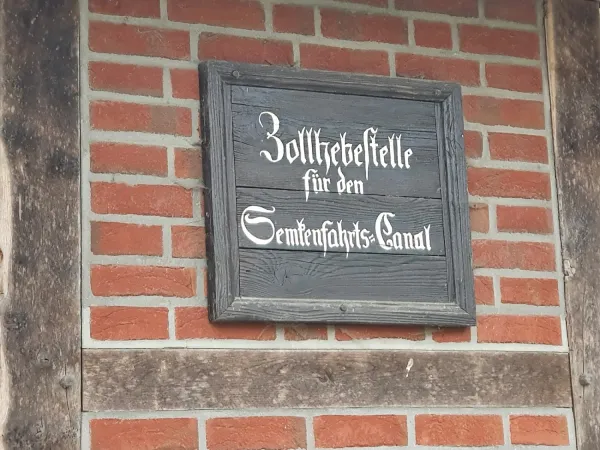 Zollhebestelle
für den
Semkenfahrts-Canal